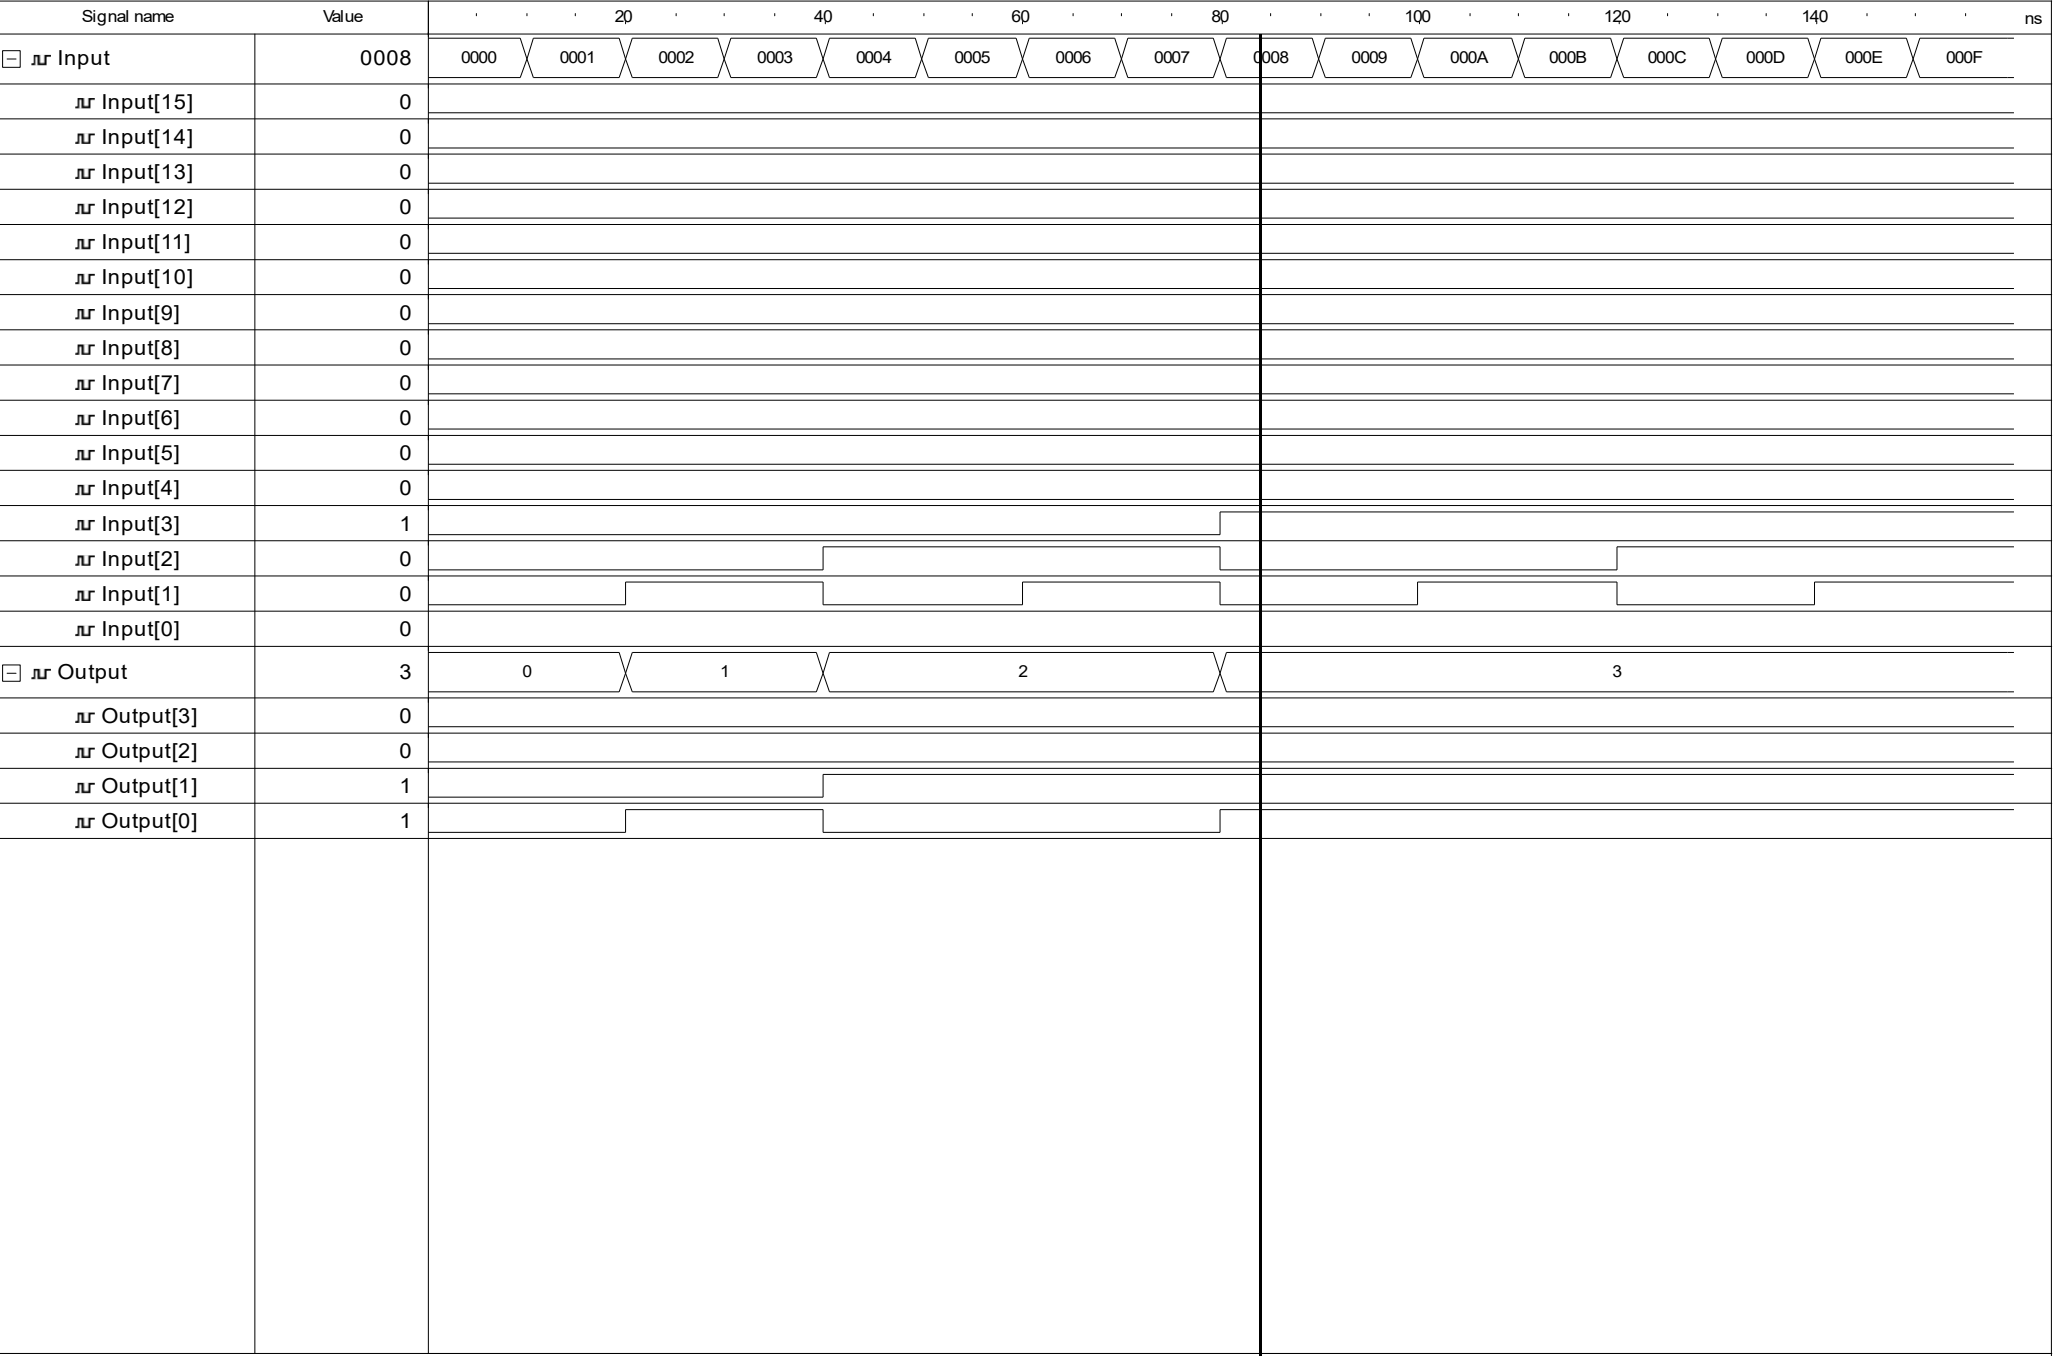 Signal name Value 20 40 60 80 100 120 140 ns
Input 0008 0000 0001 0002 0003 0004 0005 0006 0007 0008 0009 000A 000B 000C 000D 000E 000F
Input[15] 0
Input[14] 0
Input[13] 0
Input[12] 0
Input[11] 0
Input[10] 0
Input[9] 0
Input[8] 0
Input[7] 0
Input[6] 0
Input[5] 0
Input[4] 0
Input[3] 1
Input[2] 0
Input[1] 0
Input[0] 0
Output 3 0 1 2 3
Output[3] 0
Output[2] 0
Output[1] 1
Output[0] 1